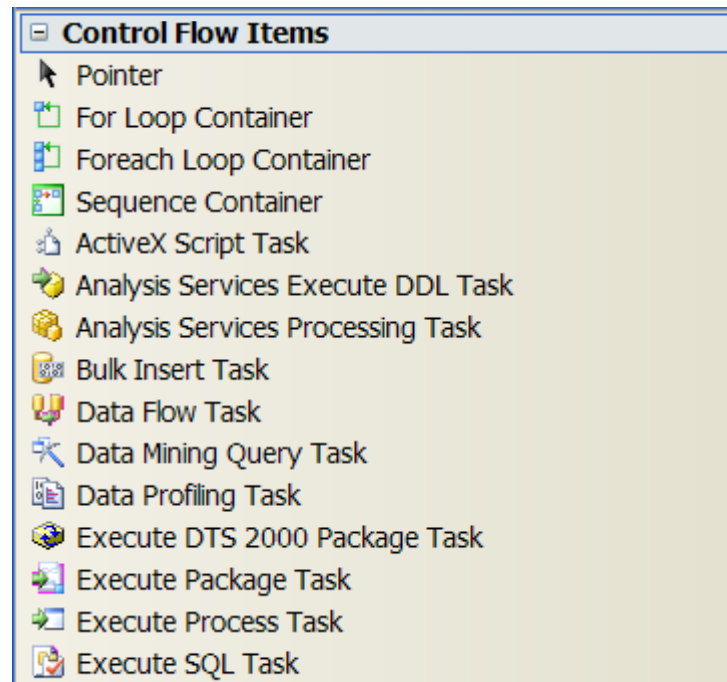 Control Flow Items
Pointer
For Loop Container
Foreach Loop Container
Sequence Container
ActiveX Script Task
Analysis Services Execute DDL Task
Analysis Services Processing Task
Bulk Insert Task
Data Flow Task
Data Mining Query Task
Data Profiling Task
Execute DTS 2000 Package Task
Execute Package Task
Execute Process Task
Execute SQL Task